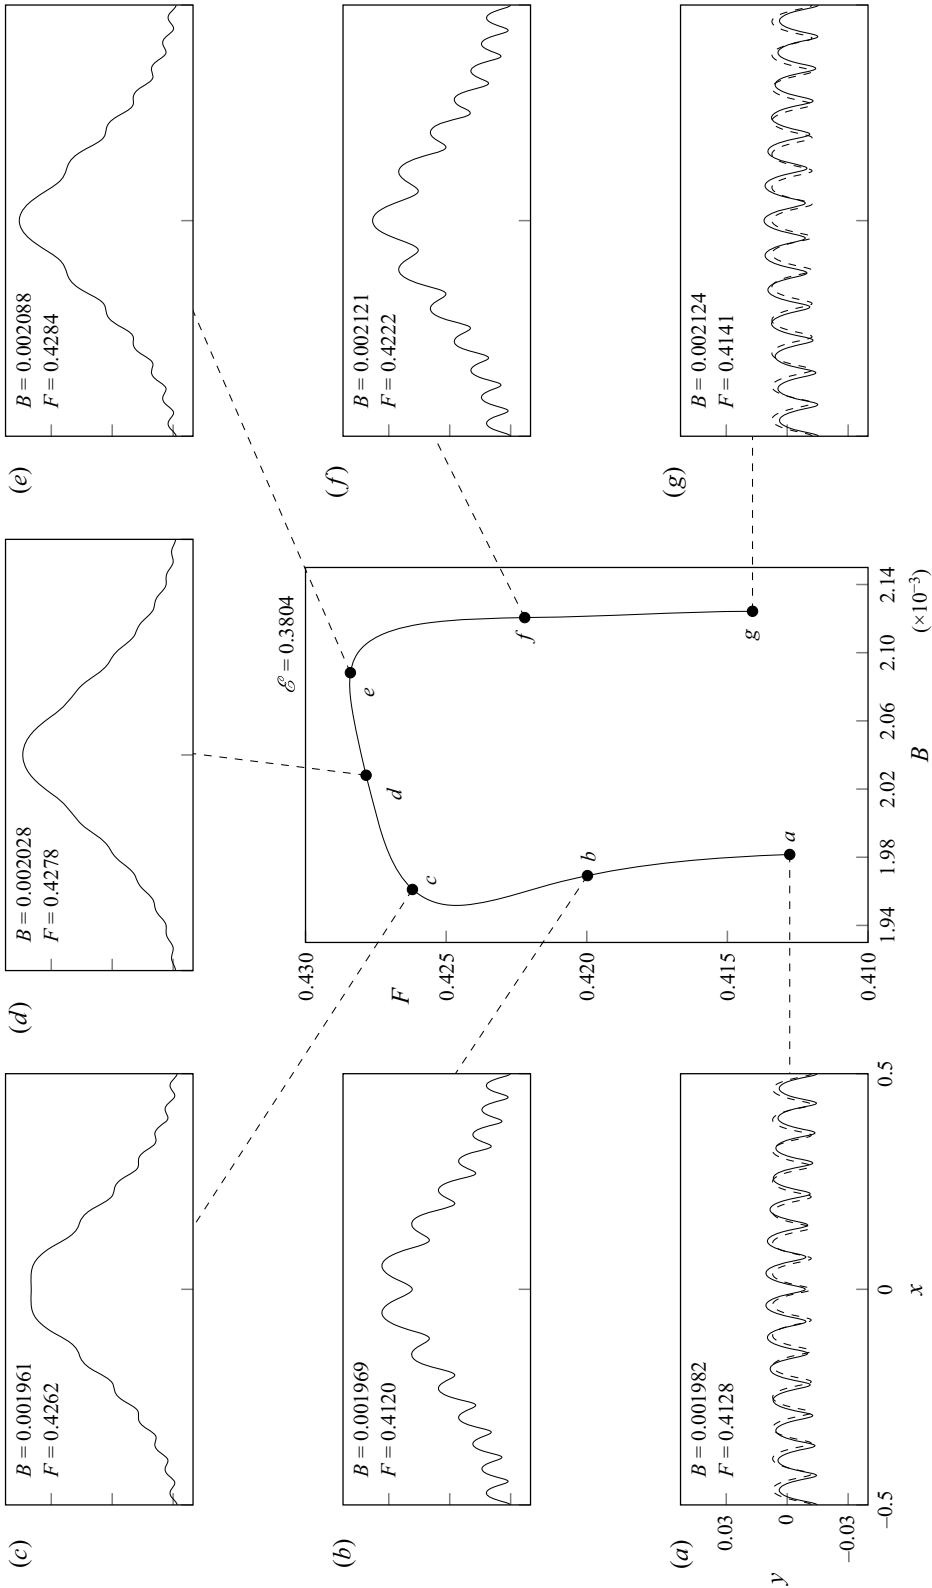 (c)
B = 0.001961
F = 0.4262
(d)
B = 0.002028
F = 0.4278
(e)
B = 0.002088
F = 0.4284
(b)
B = 0.001969
F = 0.4120
ℰ = 0.3804
0.430
0.425
0.420
0.415
0.410
F
a
b
c
d
e
f
g
1.94
1.98
2.02
2.06
2.10
2.14
B
(×10⁻³)
(f)
B = 0.002121
F = 0.4222
(a)
B = 0.001982
F = 0.4128
0.03
0
−0.03
y
−0.5
0
0.5
x
(g)
B = 0.002124
F = 0.4141